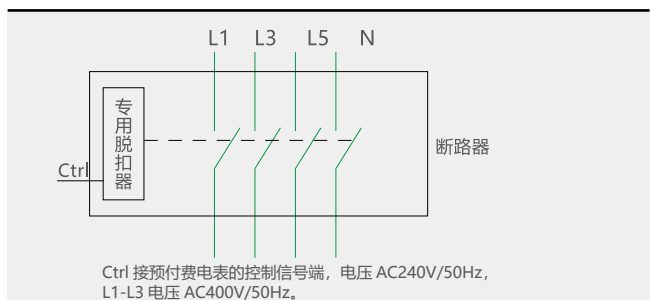 L1 L3 L5 N
专用脱扣器
断路器
Ctrl
Ctrl 接预付费电表的控制信号端，电压 AC240V/50Hz，
L1-L3 电压 AC400V/50Hz。